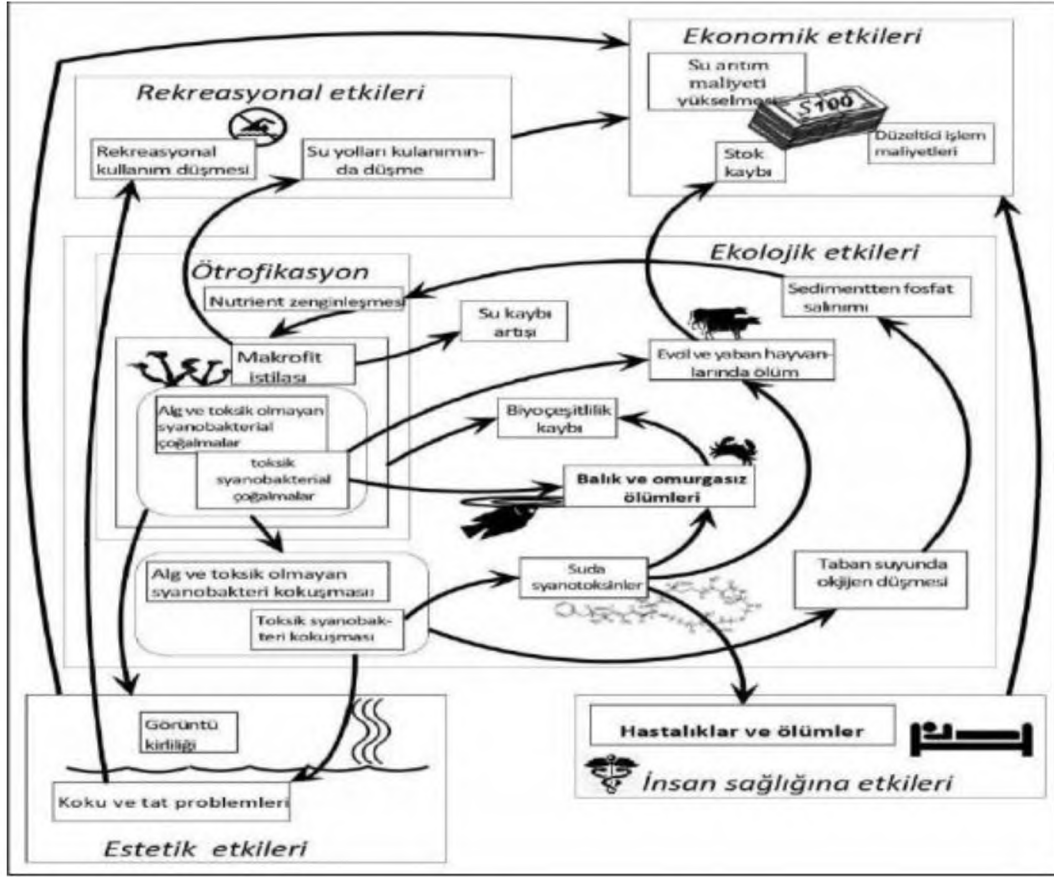 Ekonomik etkileri
Su arıtım
maliyeti
yükselmesi
$100
Düzeltici işlem
maliyetleri
Stok
kaybı
Rekreasyonal etkileri
Rekreasyonal
kullanım düşmesi
Su yolları kulanımın-
da düşme
Ekolojik etkileri
Ötrofikasyon
Nutrient zenginleşmesi
Sedimentten fosfat
salınımı
Su kaybı
artışı
Makrofit
istilası
Evcil ve yaban hayvan-
larında ölüm
Alg ve toksik olmayan
syanobakterial
çoğalmalar
Biyoçeşitlilik
kaybı
toksik
syanobakterial
çoğalmalar
Balık ve omurgasız
ölümleri
Alg ve toksik olmayan
syanobakteri kokuşması
Suda
syanotoksinler
Taban suyunda
okjijen düşmesi
Toksik syanobak-
teri kokuşması
Görüntü
kirliliği
Hastalıklar ve ölümler
İnsan sağlığına etkileri
Koku ve tat problemleri
Estetik etkileri